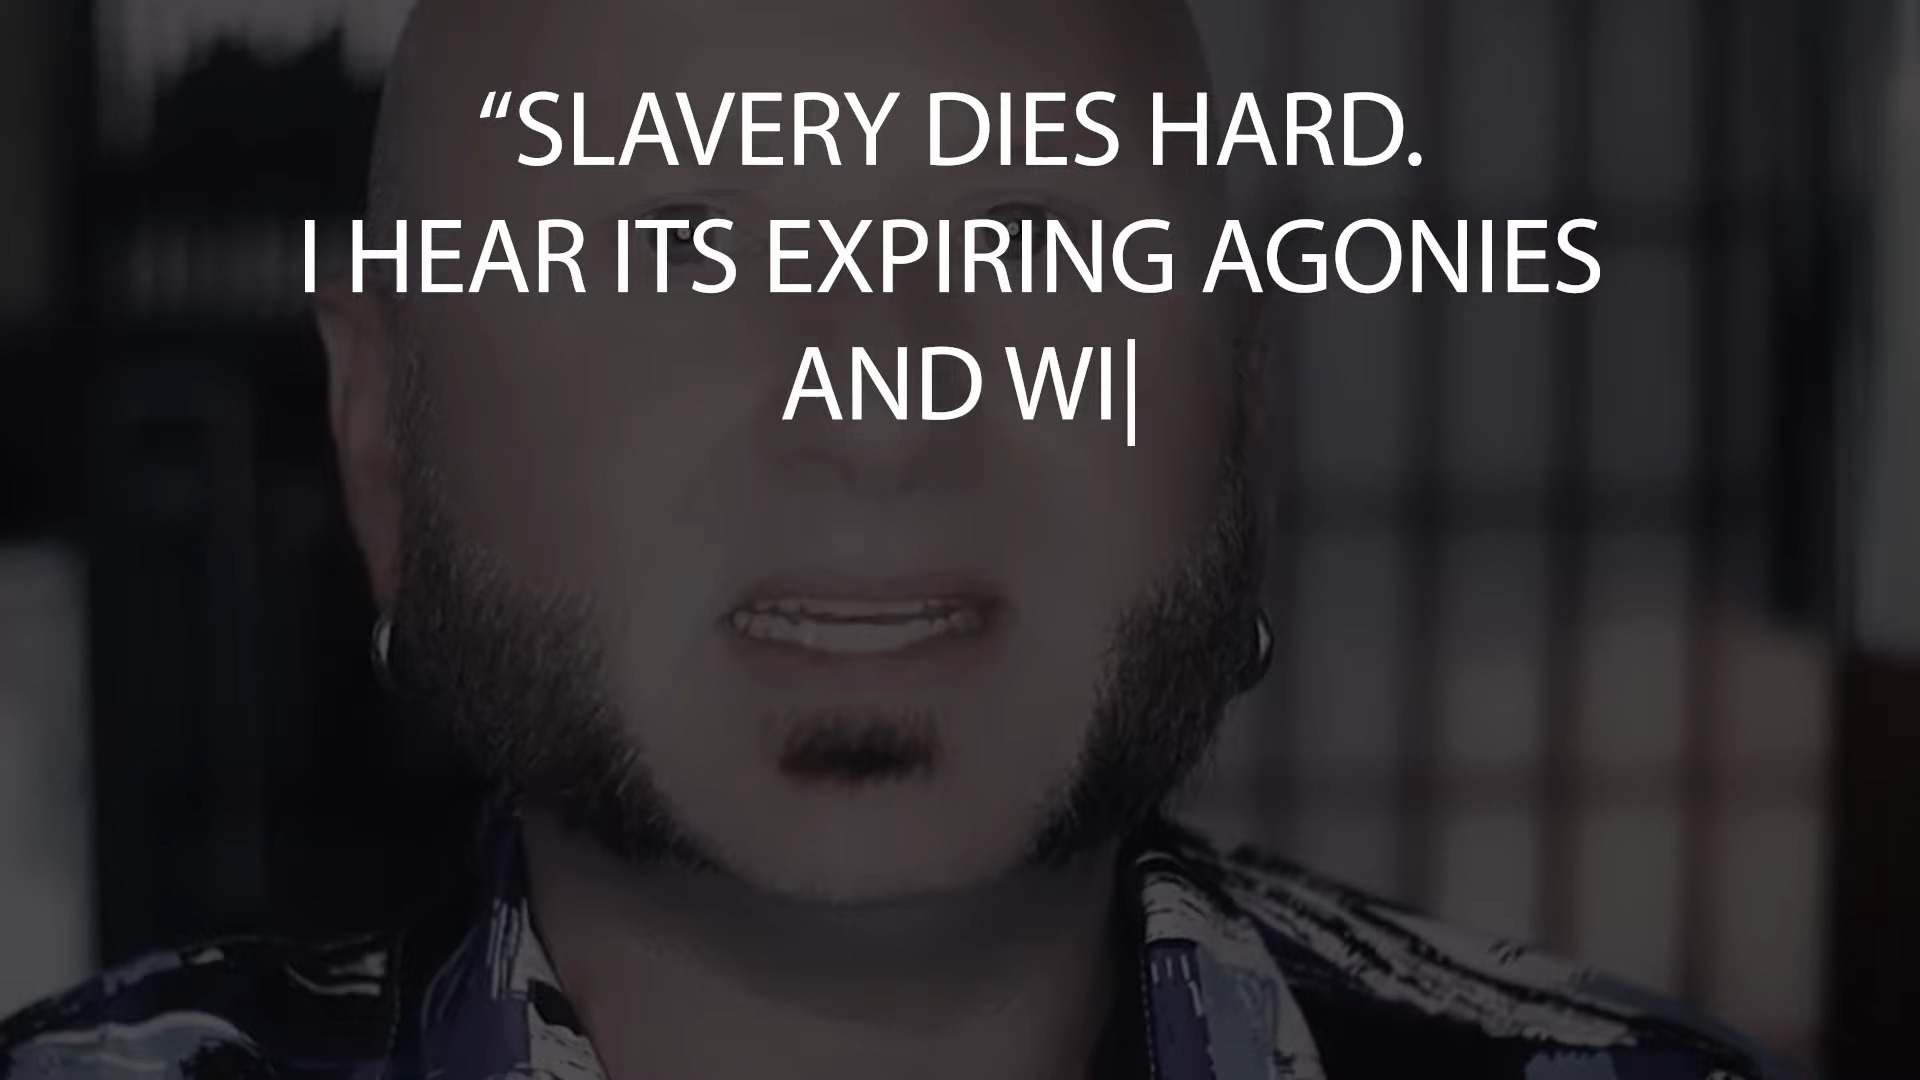 “SLAVERY DIES HARD.
I HEAR ITS EXPIRING AGONIES
AND WI|